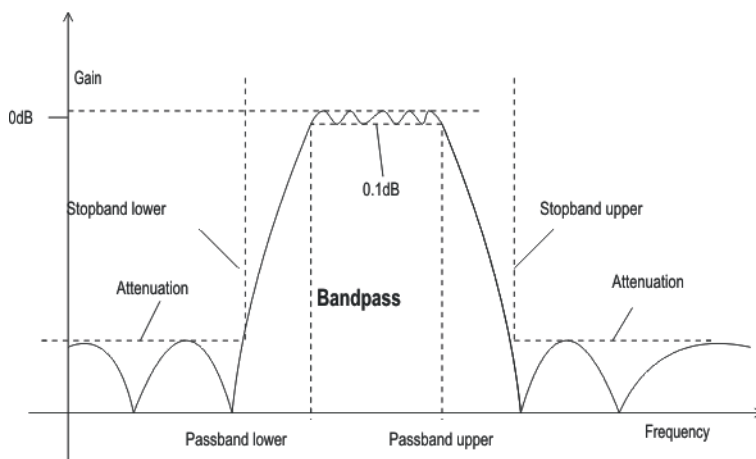 Gain
0dB
0.1dB
Stopband lower
Stopband upper
Attenuation
Bandpass
Attenuation
Passband lower
Passband upper
Frequency